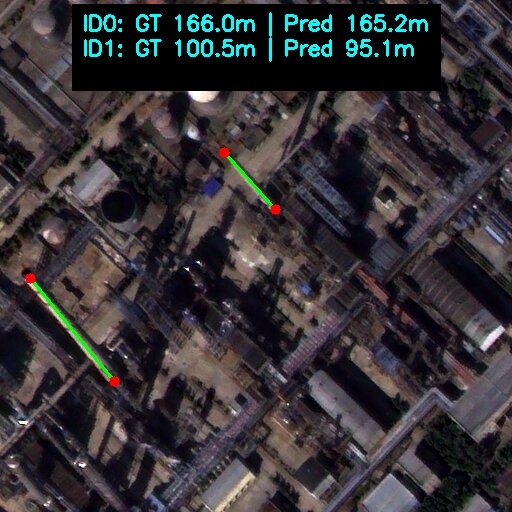 ID0: GT 166.0m | Pred 165.2m
ID1: GT 100.5m | Pred 95.1m